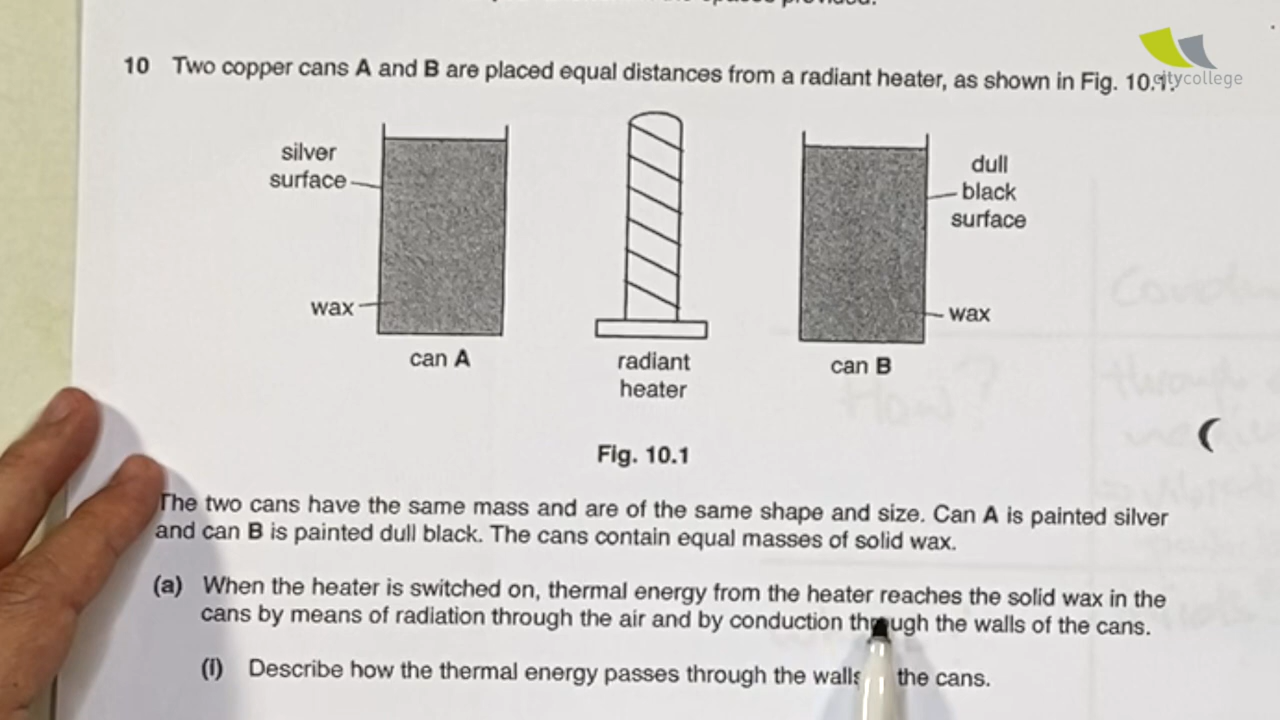 10 Two copper cans A and B are placed equal distances from a radiant heater, as shown in Fig. 10.1.
citycollege
silver
surface
wax
can A
radiant
heater
dull
black
surface
wax
can B
Fig. 10.1
The two cans have the same mass and are of the same shape and size. Can A is painted silver
and can B is painted dull black. The cans contain equal masses of solid wax.
(a) When the heater is switched on, thermal energy from the heater reaches the solid wax in the
cans by means of radiation through the air and by conduction through the walls of the cans.
(i) Describe how the thermal energy passes through the walls the cans.
How?
through